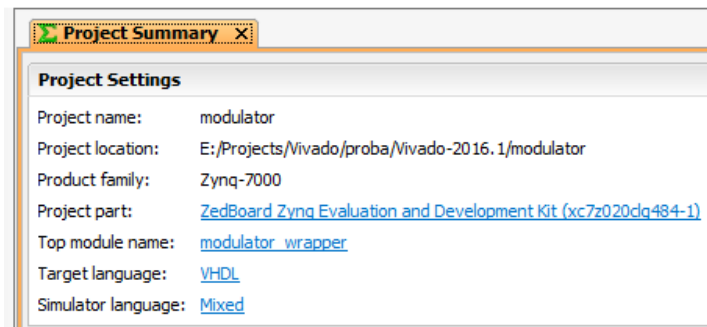 Project Summary
Project Settings
Project name: modulator
Project location: E:/Projects/Vivado/proba/Vivado-2016.1/modulator
Product family: Zynq-7000
Project part: ZedBoard Zynq Evaluation and Development Kit (xc7z020clg484-1)
Top module name: modulator_wrapper
Target language: VHDL
Simulator language: Mixed